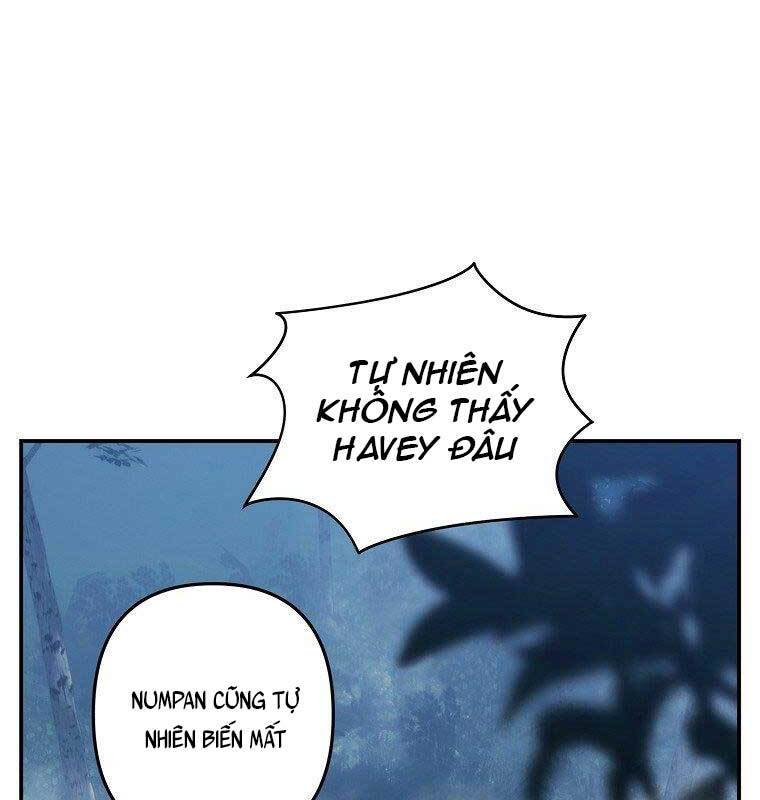 TỰ NHIÊN
KHÔNG THẤY
HAVEY ĐÂU
NUMPAN CŨNG TỰ
NHIÊN BIẾN MẤT